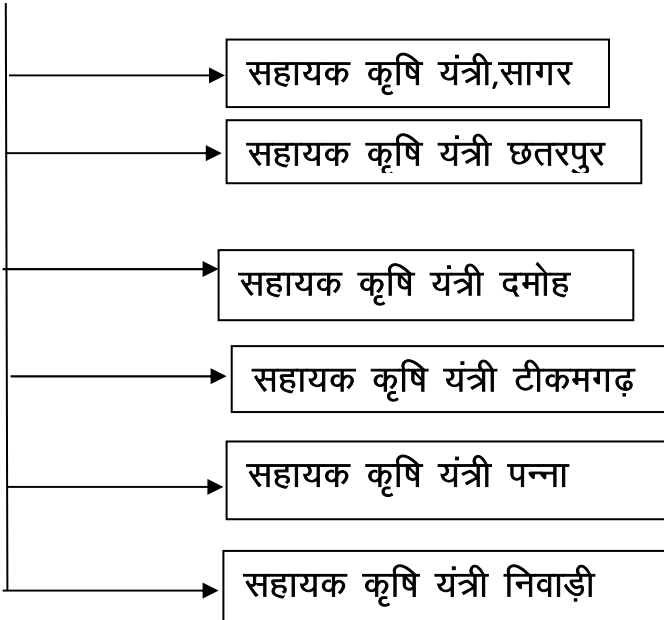 सहायक कृषि यंत्री,सागर
सहायक कृषि यंत्री छतरपुर
सहायक कृषि यंत्री दमोह
सहायक कृषि यंत्री टीकमगढ़
सहायक कृषि यंत्री पन्ना
सहायक कृषि यंत्री निवाड़ी